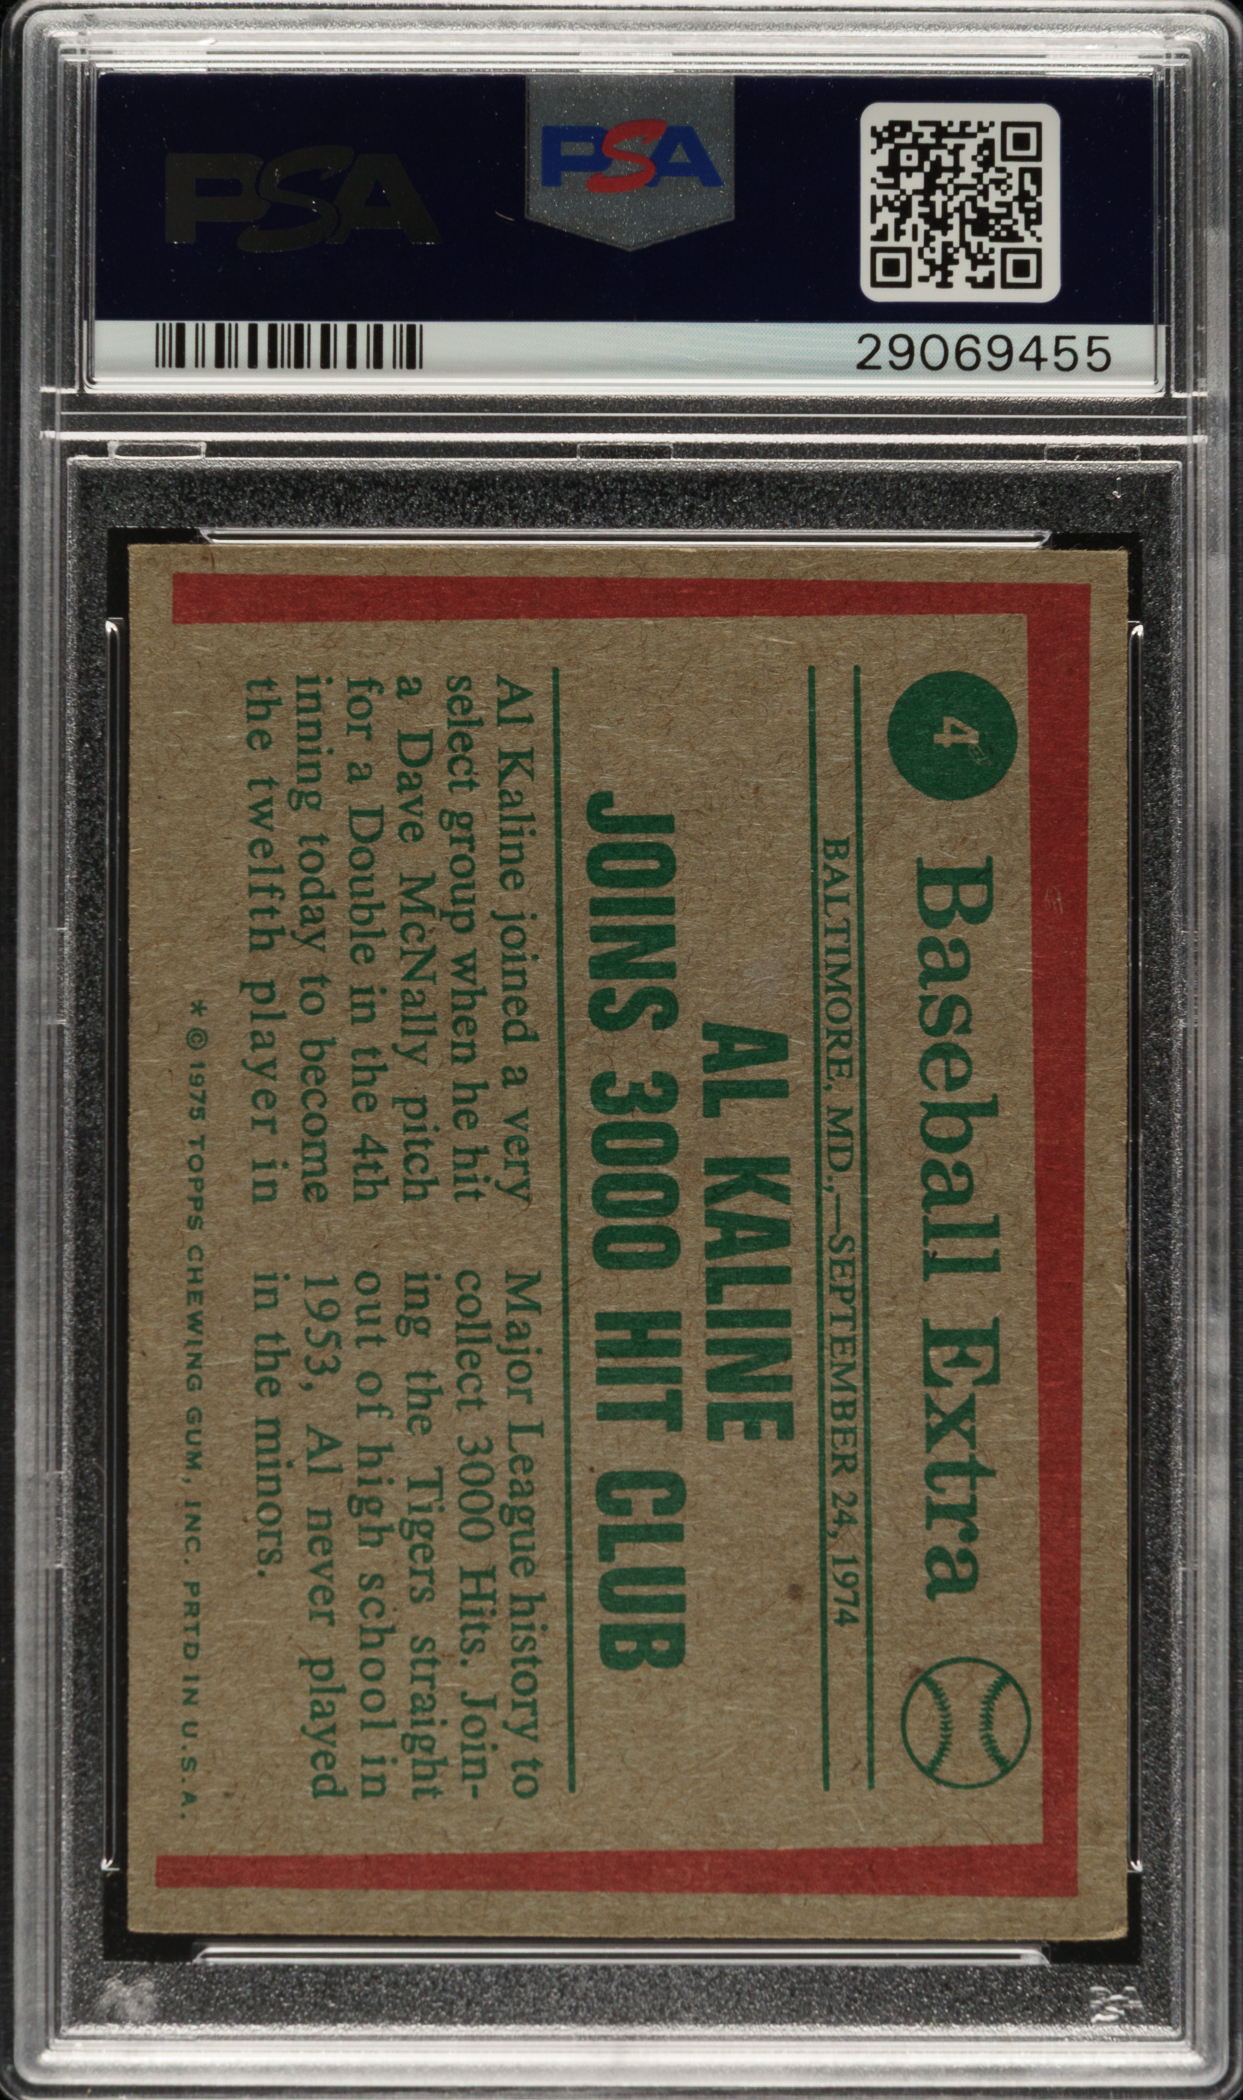 PSA
PSA
29069455
4
Baseball Extra
BALTIMORE, MD.,—SEPTEMBER 24, 1974
AL KALINE
JOINS 3000 HIT CLUB
Al Kaline joined a very
select group when he hit
a Dave McNally pitch
for a Double in the 4th
inning today to become
the twelfth player in
Major League history to
collect 3000 Hits. Join-
ing the Tigers straight
out of high school in
1953, Al never played
in the minors.
* © 1975 TOPPS CHEWING GUM, INC. PRTD IN U.S.A.
PSA